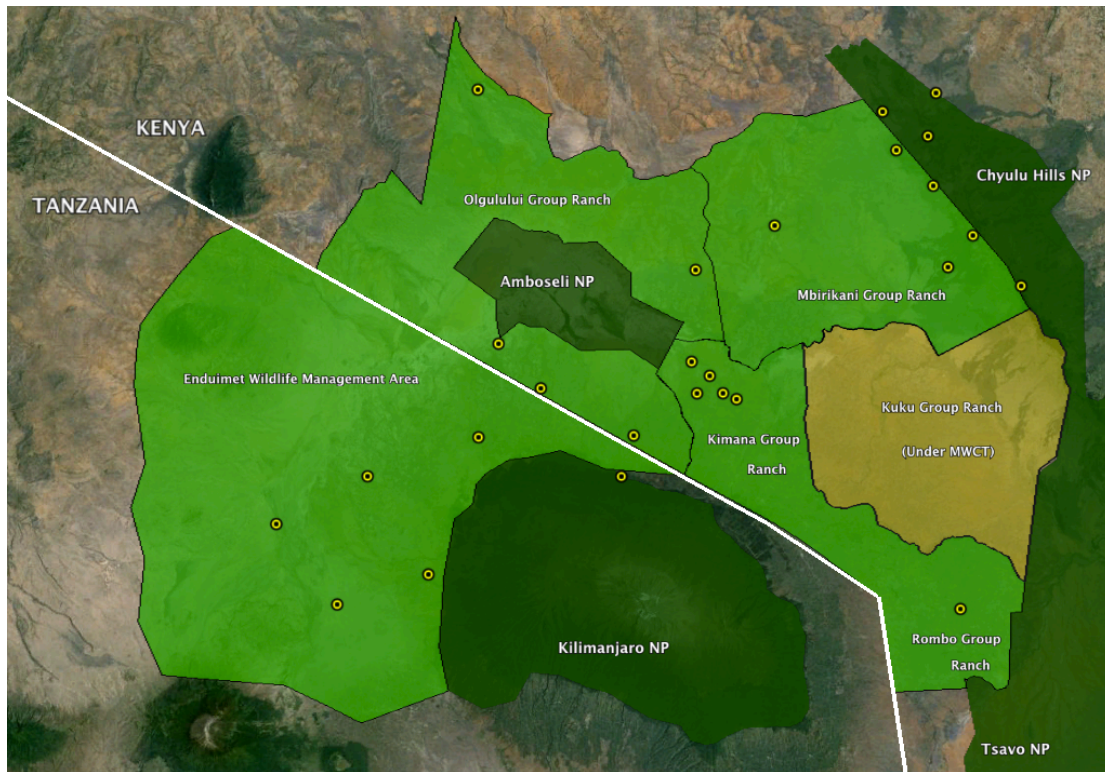 KENYA
TANZANIA
Olgulului Group Ranch
Chyulu Hills NP
Amboseli NP
Mbirikani Group Ranch
Enduimet Wildlife Management Area
Kuku Group Ranch
(Under MWCT)
Kimana Group
Ranch
Kilimanjaro NP
Rombo Group
Ranch
Tsavo NP